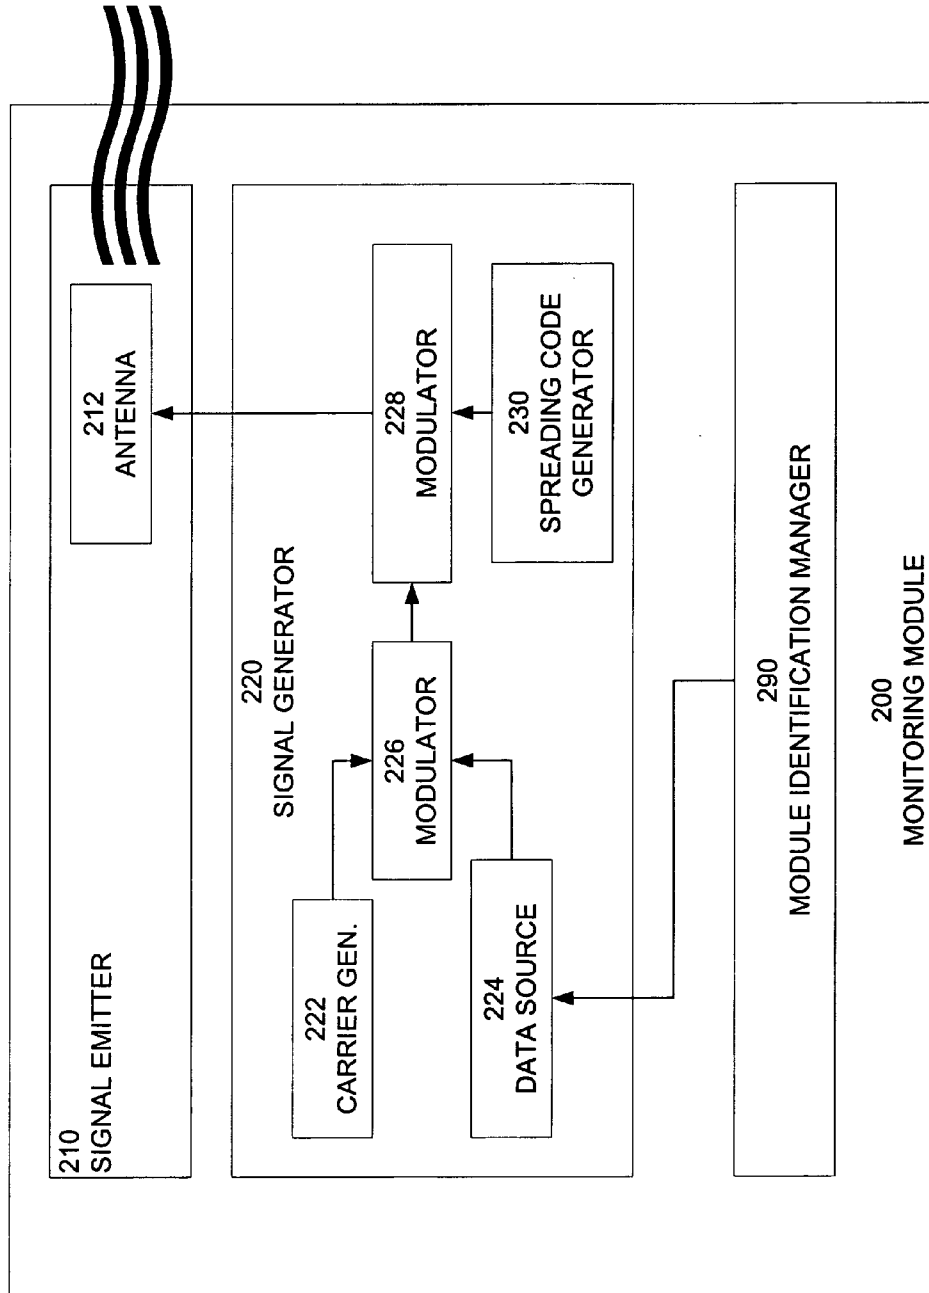 210
SIGNAL EMITTER
212
ANTENNA
220
SIGNAL GENERATOR
222
CARRIER GEN.
224
DATA SOURCE
226
MODULATOR
228
MODULATOR
230
SPREADING CODE
GENERATOR
290
MODULE IDENTIFICATION MANAGER
200
MONITORING MODULE